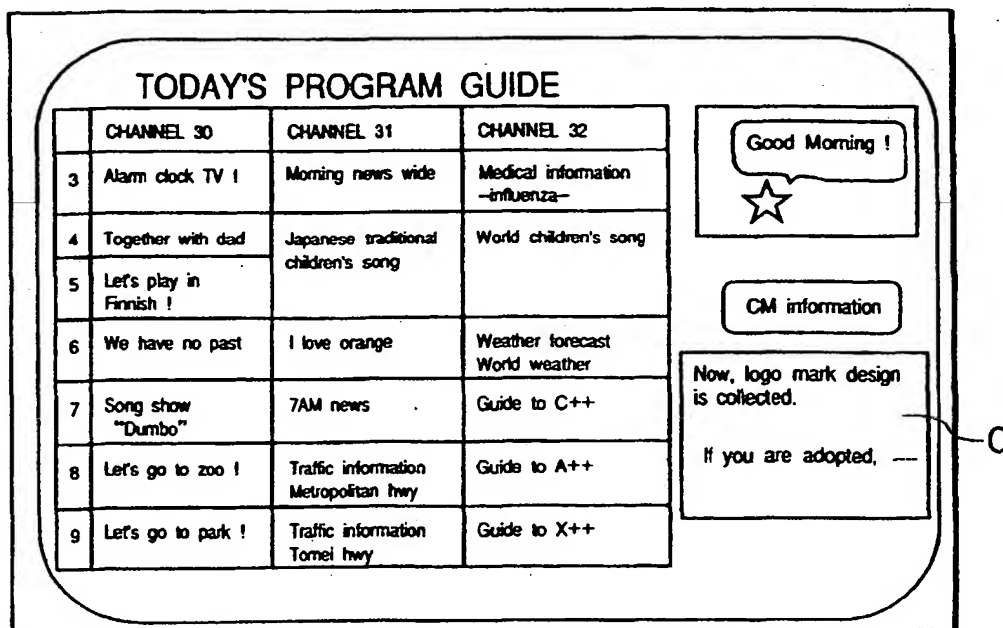 TODAY'S PROGRAM GUIDE
CHANNEL 30 CHANNEL 31 CHANNEL 32
3 Alarm clock TV ! Morning news wide Medical information
–influenza–
4 Together with dad Japanese traditional World children's song
children's song
5 Let's play in
Finnish !
6 We have no past I love orange Weather forecast
World weather
7 Song show 7AM news Guide to C++
"Dumbo"
8 Let's go to zoo ! Traffic information Guide to A++
Metropolitan hwy
9 Let's go to park ! Traffic information Guide to X++
Tomei hwy
Good Morning !
CM information
Now, logo mark design
is collected.
If you are adopted, ---
C